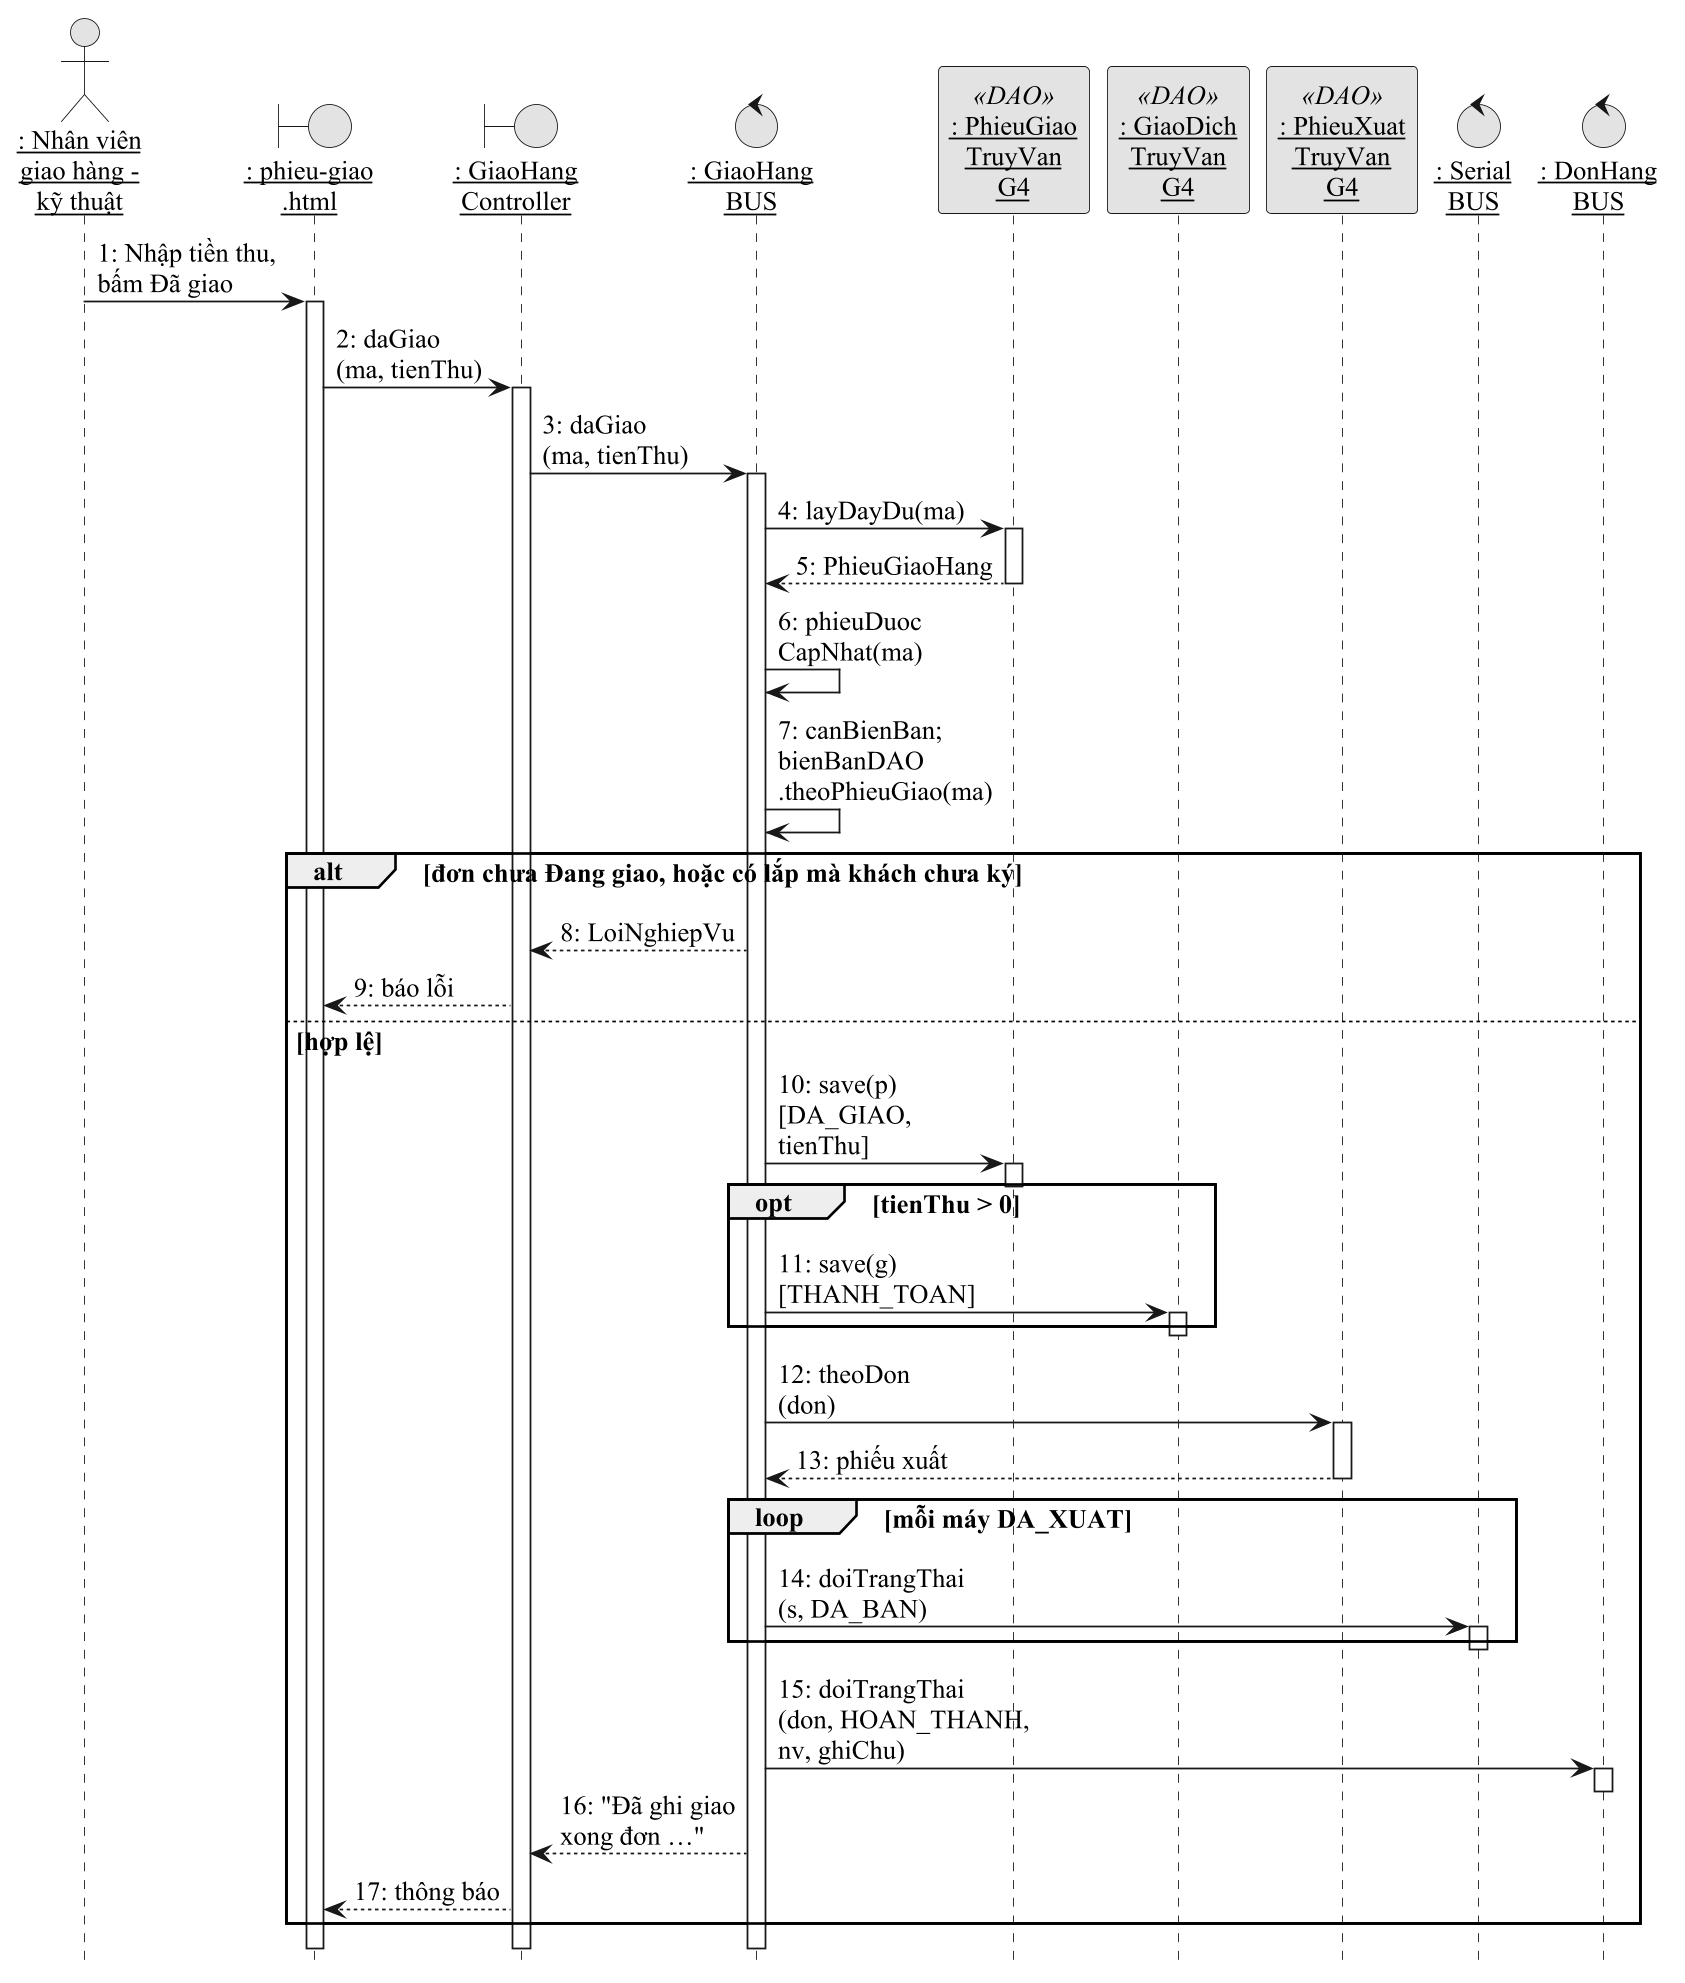 : Nhân viên
giao hàng -
kỹ thuật
: phieu-giao
.html
: GiaoHang
Controller
: GiaoHang
BUS
«DAO»
: PhieuGiao
TruyVan
G4
«DAO»
: GiaoDich
TruyVan
G4
«DAO»
: PhieuXuat
TruyVan
G4
: Serial
BUS
: DonHang
BUS
1: Nhập tiền thu,
bấm Đã giao
2: daGiao
(ma, tienThu)
3: daGiao
(ma, tienThu)
4: layDayDu(ma)
5: PhieuGiaoHang
6: phieuDuoc
CapNhat(ma)
7: canBienBan;
bienBanDAO
.theoPhieuGiao(ma)
alt [đơn chưa Đang giao, hoặc có lắp mà khách chưa ký]
8: LoiNghiepVu
9: báo lỗi
[hợp lệ]
10: save(p)
[DA_GIAO,
tienThu]
opt [tienThu > 0]
11: save(g)
[THANH_TOAN]
12: theoDon
(don)
13: phiếu xuất
loop [mỗi máy DA_XUAT]
14: doiTrangThai
(s, DA_BAN)
15: doiTrangThai
(don, HOAN_THANH,
nv, ghiChu)
16: "Đã ghi giao
xong đơn …"
17: thông báo